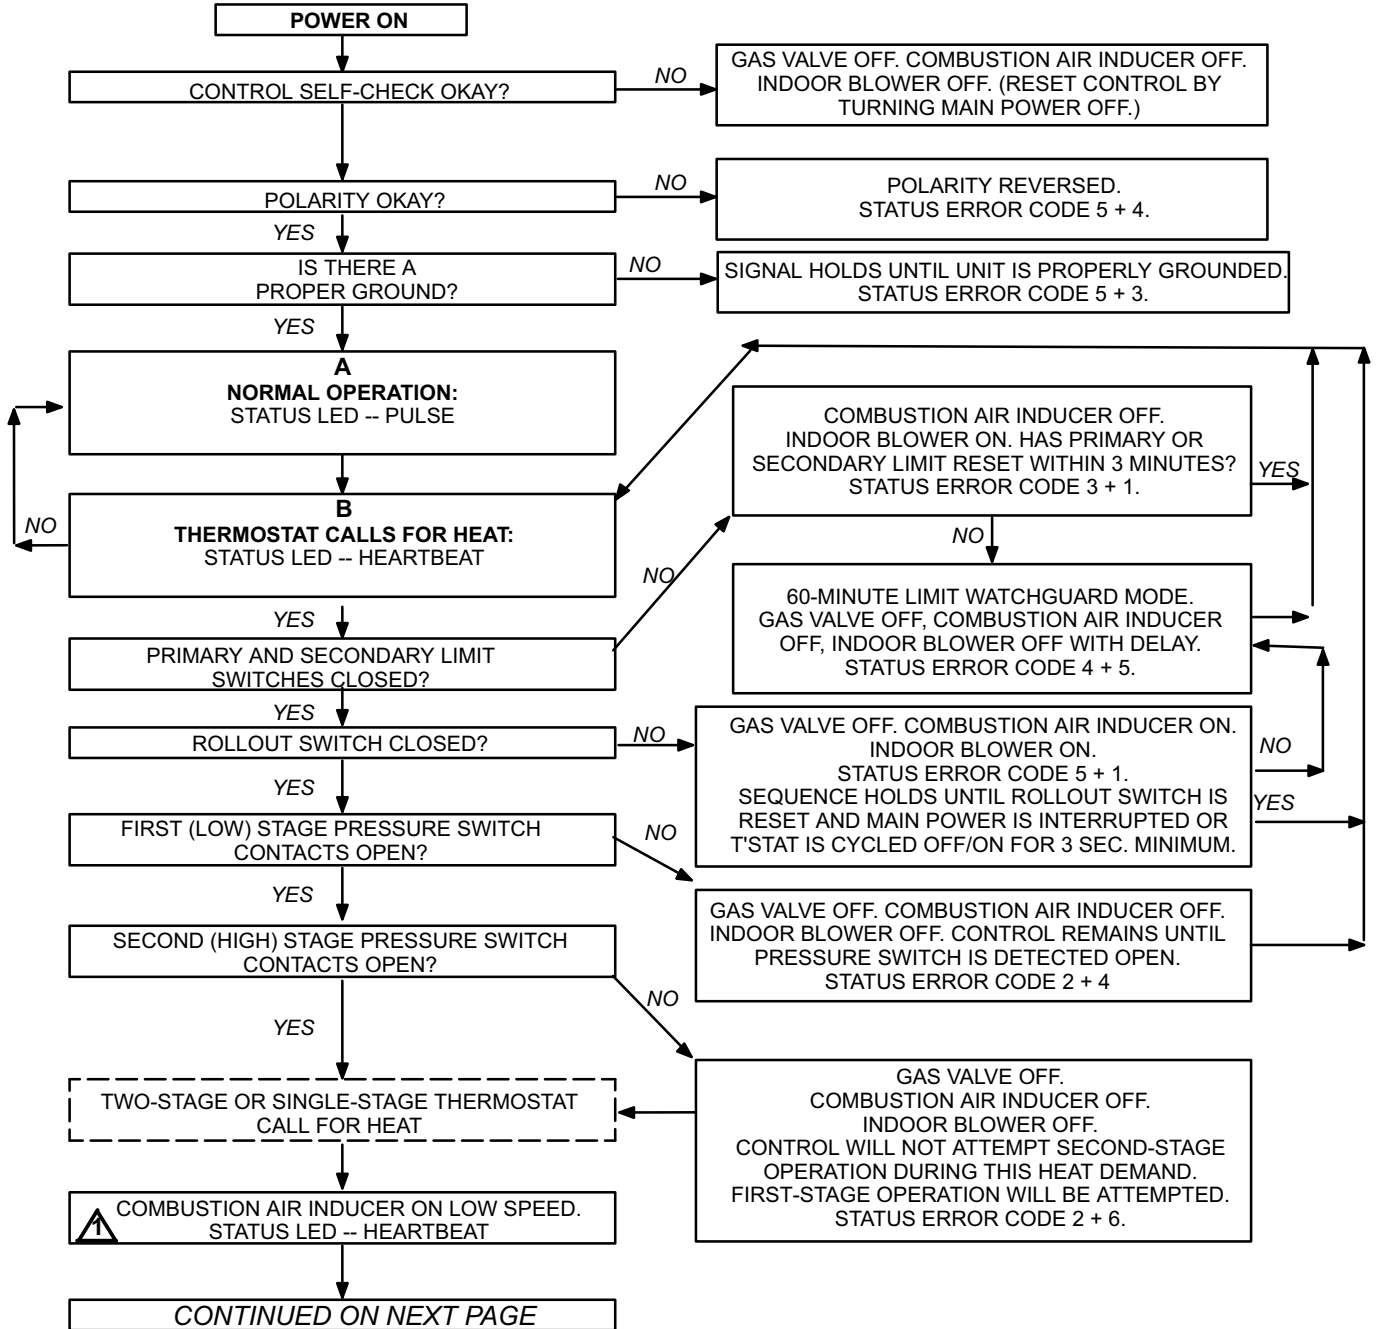 POWER ON
CONTROL SELF-CHECK OKAY?
NO
GAS VALVE OFF. COMBUSTION AIR INDUCER OFF.
INDOOR BLOWER OFF. (RESET CONTROL BY
TURNING MAIN POWER OFF.)
POLARITY OKAY?
NO
POLARITY REVERSED.
STATUS ERROR CODE 5 + 4.
YES
IS THERE A
PROPER GROUND?
NO
SIGNAL HOLDS UNTIL UNIT IS PROPERLY GROUNDED.
STATUS ERROR CODE 5 + 3.
YES
A
NORMAL OPERATION:
STATUS LED -- PULSE
COMBUSTION AIR INDUCER OFF.
INDOOR BLOWER ON. HAS PRIMARY OR
SECONDARY LIMIT RESET WITHIN 3 MINUTES?
STATUS ERROR CODE 3 + 1.
YES
NO
B
THERMOSTAT CALLS FOR HEAT:
STATUS LED -- HEARTBEAT
NO
NO
60-MINUTE LIMIT WATCHGUARD MODE.
GAS VALVE OFF, COMBUSTION AIR INDUCER
OFF, INDOOR BLOWER OFF WITH DELAY.
STATUS ERROR CODE 4 + 5.
YES
PRIMARY AND SECONDARY LIMIT
SWITCHES CLOSED?
YES
ROLLOUT SWITCH CLOSED?
NO
GAS VALVE OFF. COMBUSTION AIR INDUCER ON.
INDOOR BLOWER ON.
STATUS ERROR CODE 5 + 1.
SEQUENCE HOLDS UNTIL ROLLOUT SWITCH IS
RESET AND MAIN POWER IS INTERRUPTED OR
T'STAT IS CYCLED OFF/ON FOR 3 SEC. MINIMUM.
NO
YES
YES
FIRST (LOW) STAGE PRESSURE SWITCH
CONTACTS OPEN?
NO
GAS VALVE OFF. COMBUSTION AIR INDUCER OFF.
INDOOR BLOWER OFF. CONTROL REMAINS UNTIL
PRESSURE SWITCH IS DETECTED OPEN.
STATUS ERROR CODE 2 + 4
YES
SECOND (HIGH) STAGE PRESSURE SWITCH
CONTACTS OPEN?
NO
YES
GAS VALVE OFF.
COMBUSTION AIR INDUCER OFF.
INDOOR BLOWER OFF.
CONTROL WILL NOT ATTEMPT SECOND-STAGE
OPERATION DURING THIS HEAT DEMAND.
FIRST-STAGE OPERATION WILL BE ATTEMPTED.
STATUS ERROR CODE 2 + 6.
TWO-STAGE OR SINGLE-STAGE THERMOSTAT
CALL FOR HEAT
1
COMBUSTION AIR INDUCER ON LOW SPEED.
STATUS LED -- HEARTBEAT
CONTINUED ON NEXT PAGE